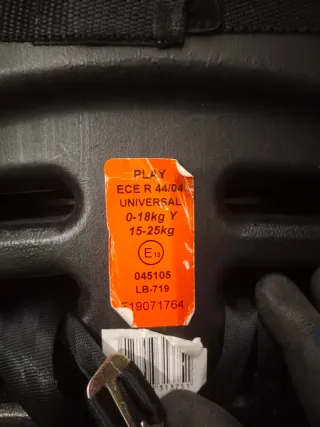 PLAY
ECE R 44/04
UNIVERSAL
0-18kg Y
15-25kg
E13
045105
LB-719
19071764